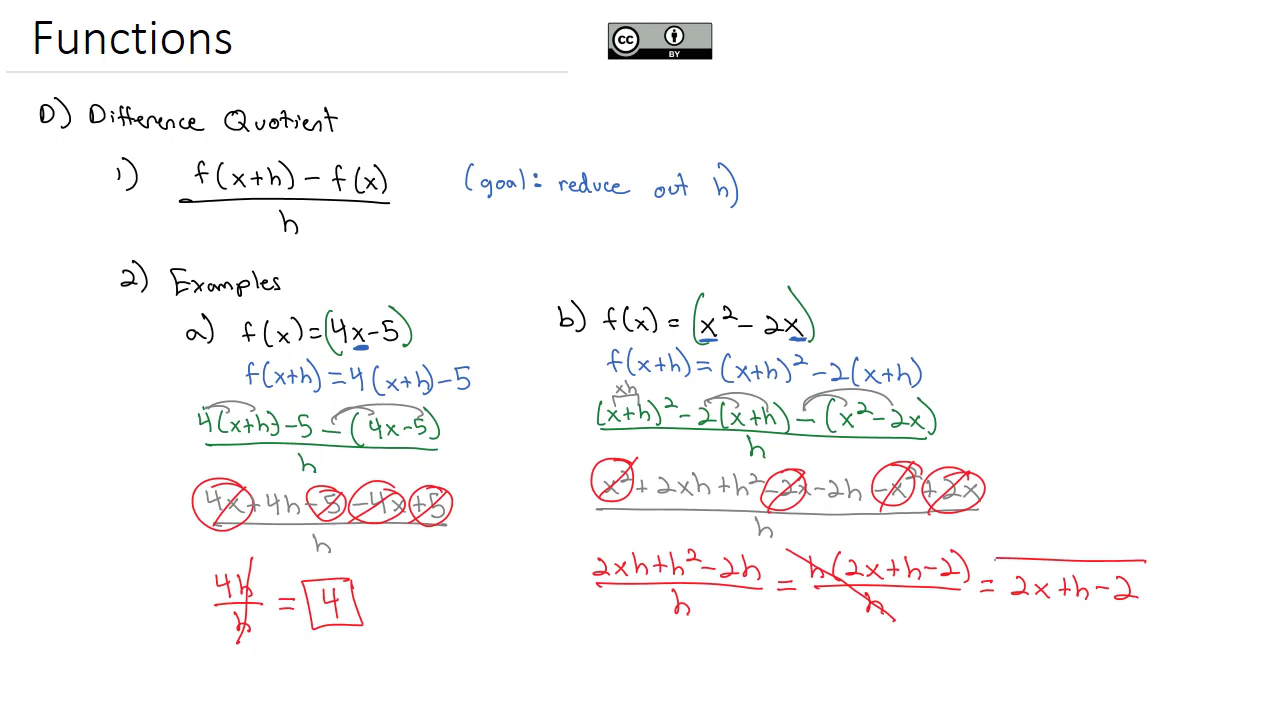 Functions
CC BY
D) Difference Quotient
1) f(x+h) - f(x) / h (goal: reduce out h)
2) Examples
a) f(x) = (4x-5)
f(x+h) = 4(x+h) - 5
4(x+h) - 5 - (4x-5) / h
4x + 4h - 5 - 4x + 5 / h
4h / h = 4
b) f(x) = (x² - 2x)
f(x+h) = (x+h)² - 2(x+h)
xh
(x+h)² - 2(x+h) - (x² - 2x) / h
x² + 2xh + h² - 2x - 2h - x² + 2x / h
2xh + h² - 2h / h = h(2x+h-2) / h = 2x + h - 2